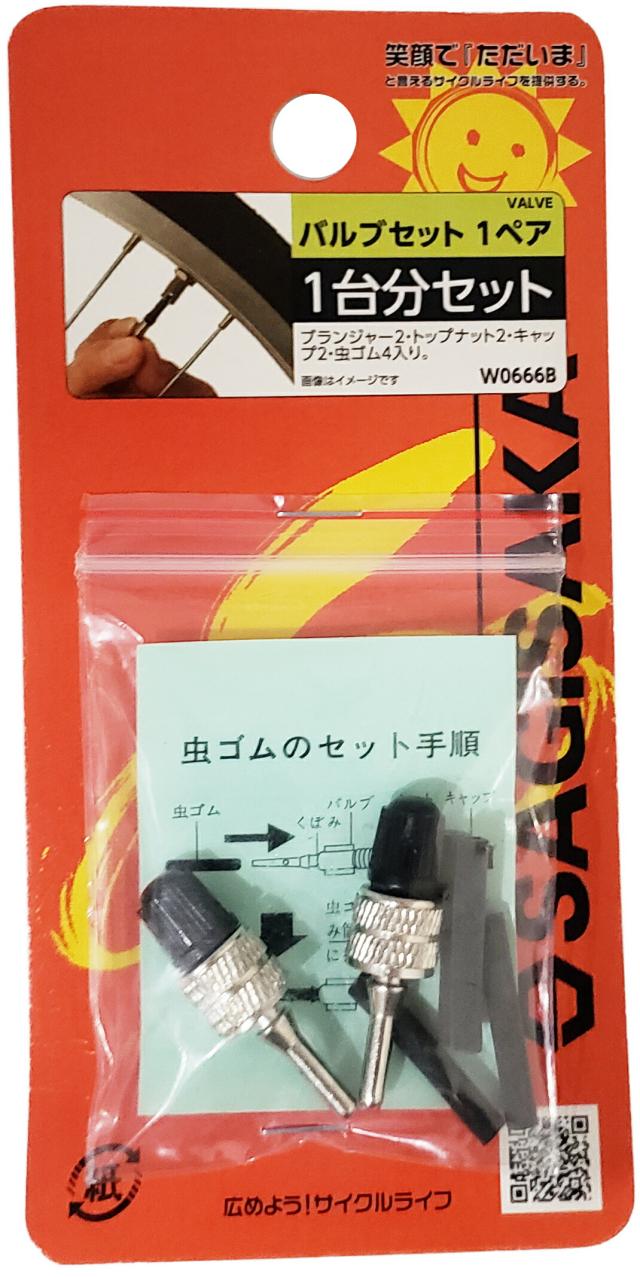 笑顔で『ただいま』
と言えるサイクルライフを提供する。
VALVE
バルブセット 1ペア
1台分セット
プランジャー2・トップナット2・キャッ
プ2・虫ゴム4入り。
画像はイメージです
W0666B
OSAGISAKA
虫ゴムのセット手順
虫ゴム
くぼみ
バルブ
キャップ
虫ゴ
み
に
紙
広めよう!サイクルライフ